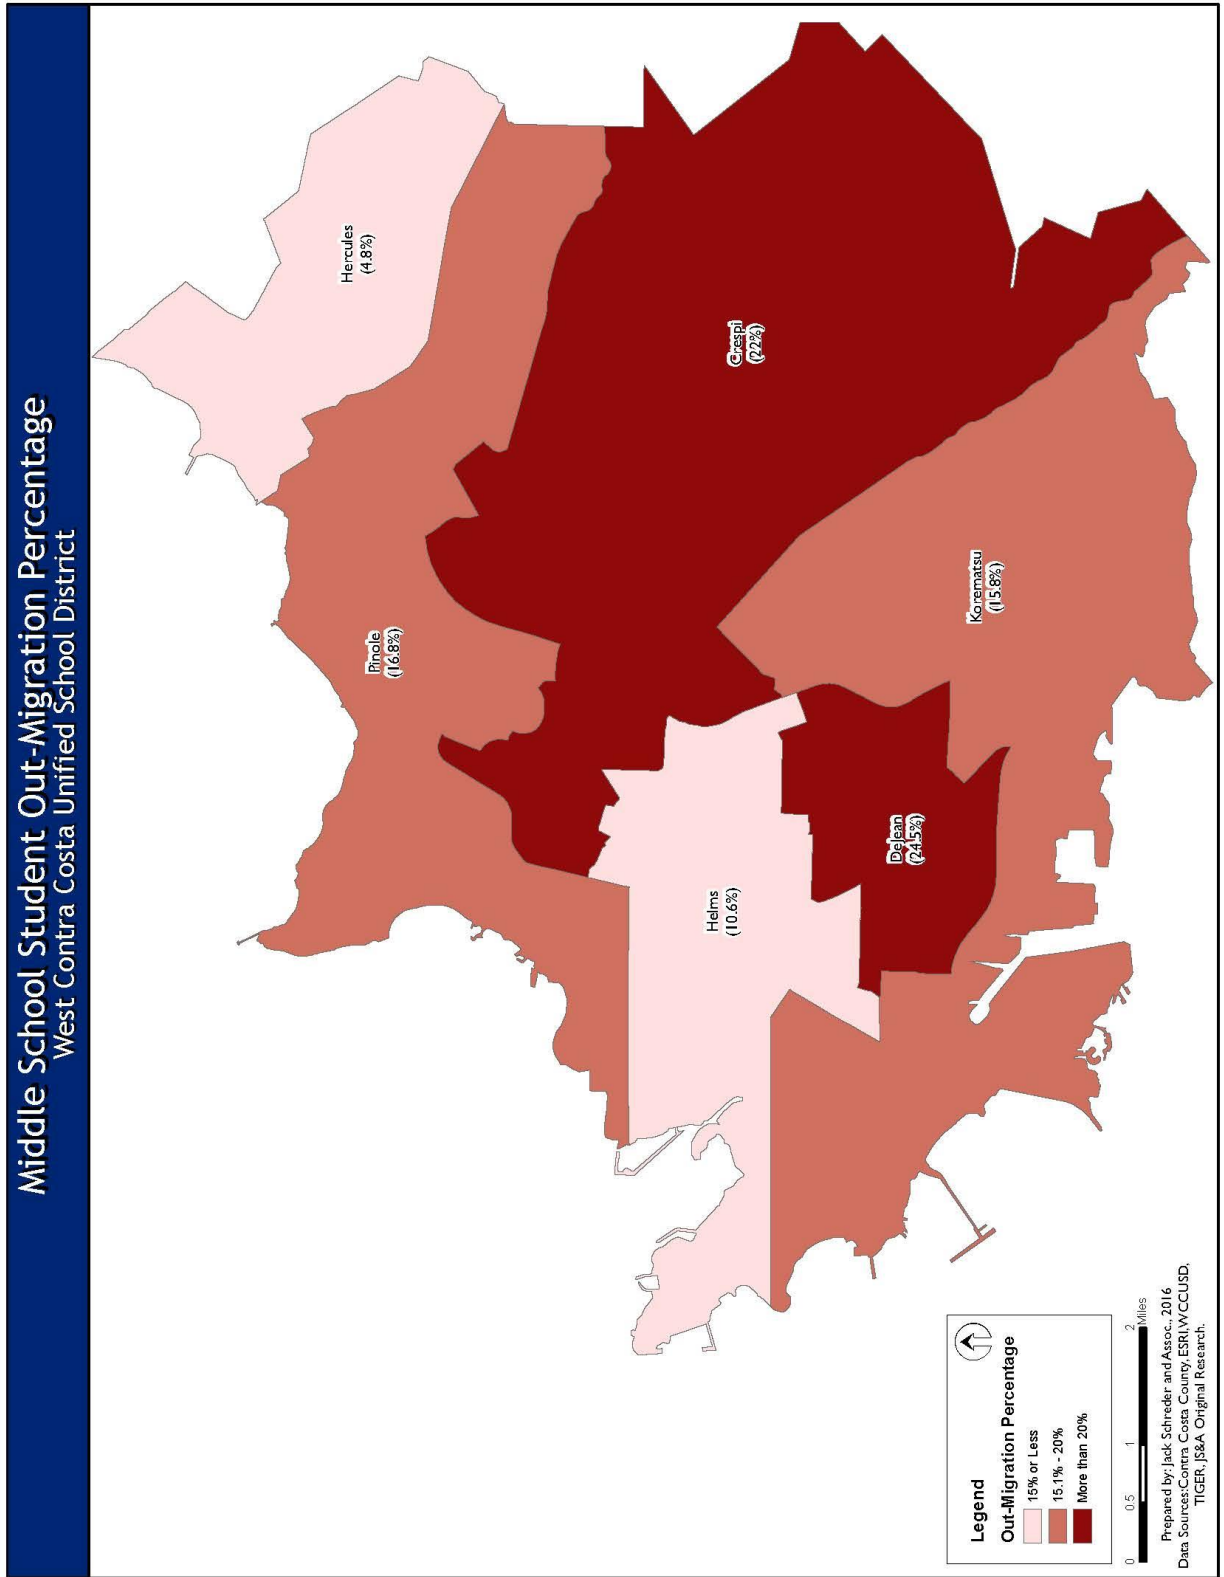 Middle School Student Out-Migration Percentage
West Contra Costa Unified School District
Hercules
(4.8%)
Pinole
(16.8%)
Crespi
(22%)
Helms
(10.6%)
Korematsu
(15.8%)
DeJean
(24.5%)
Legend
Out-Migration Percentage
15% or Less
15.1% - 20%
More than 20%
0 0.5 1 2
Miles
Prepared by: Jack Schreder and Assoc., 2016
Data Sources:Contra Costa County, ESRI,WCCUSD,
TIGER, JS&A Original Research.